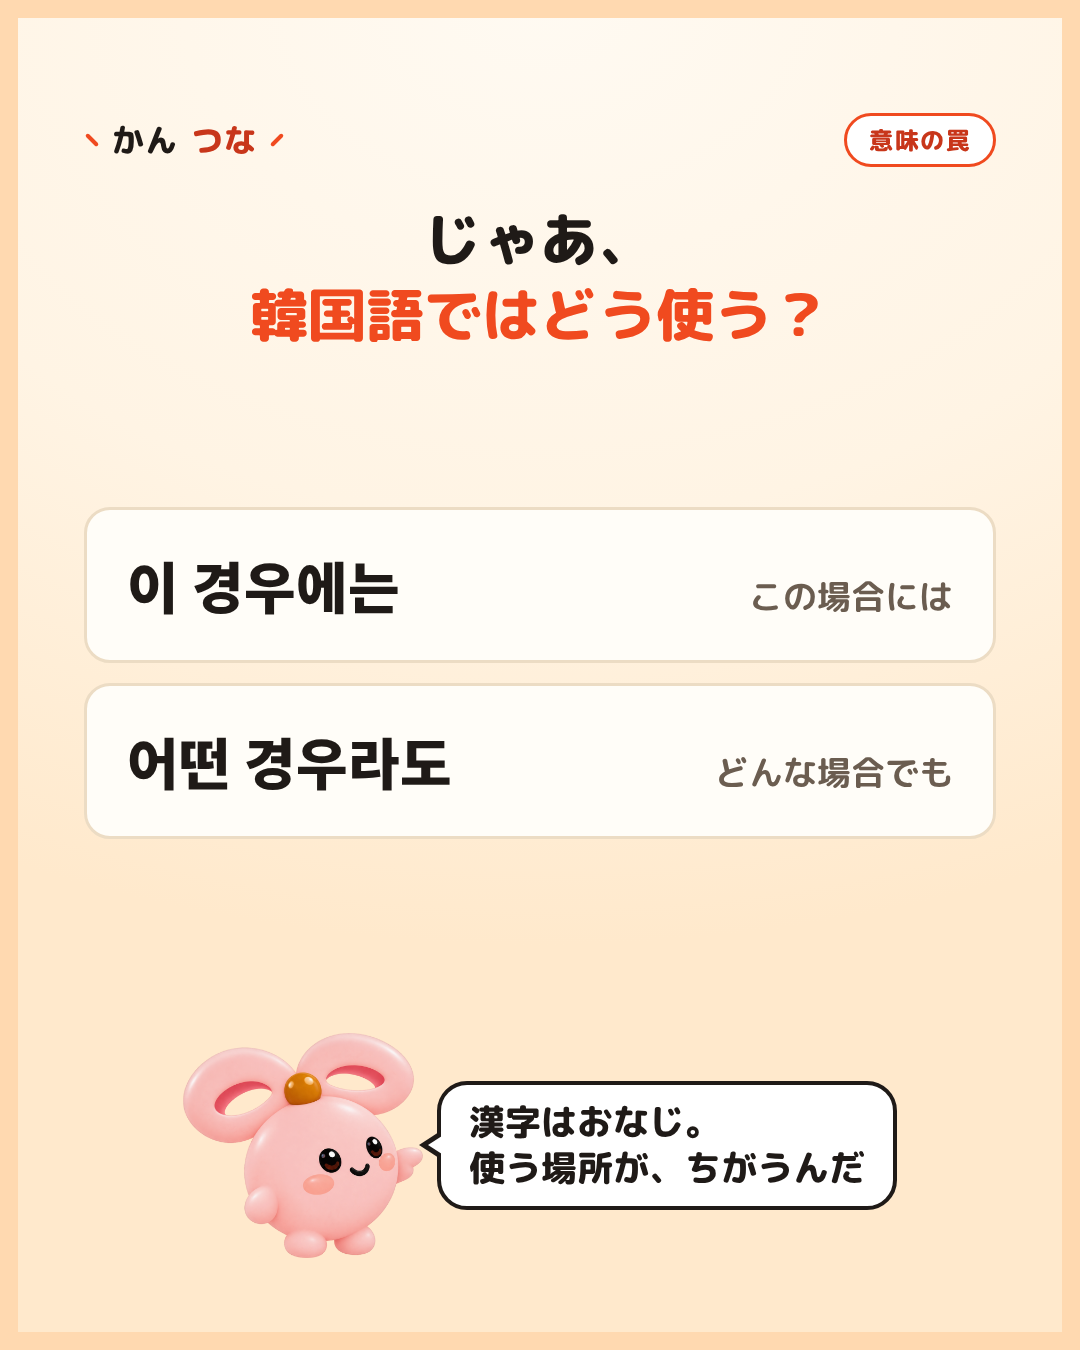 かん つな
意味の罠
じゃあ、
韓国語ではどう使う？
이 경우에는
この場合には
어떤 경우라도
どんな場合でも
漢字はおなじ。
使う場所が、ちがうんだ